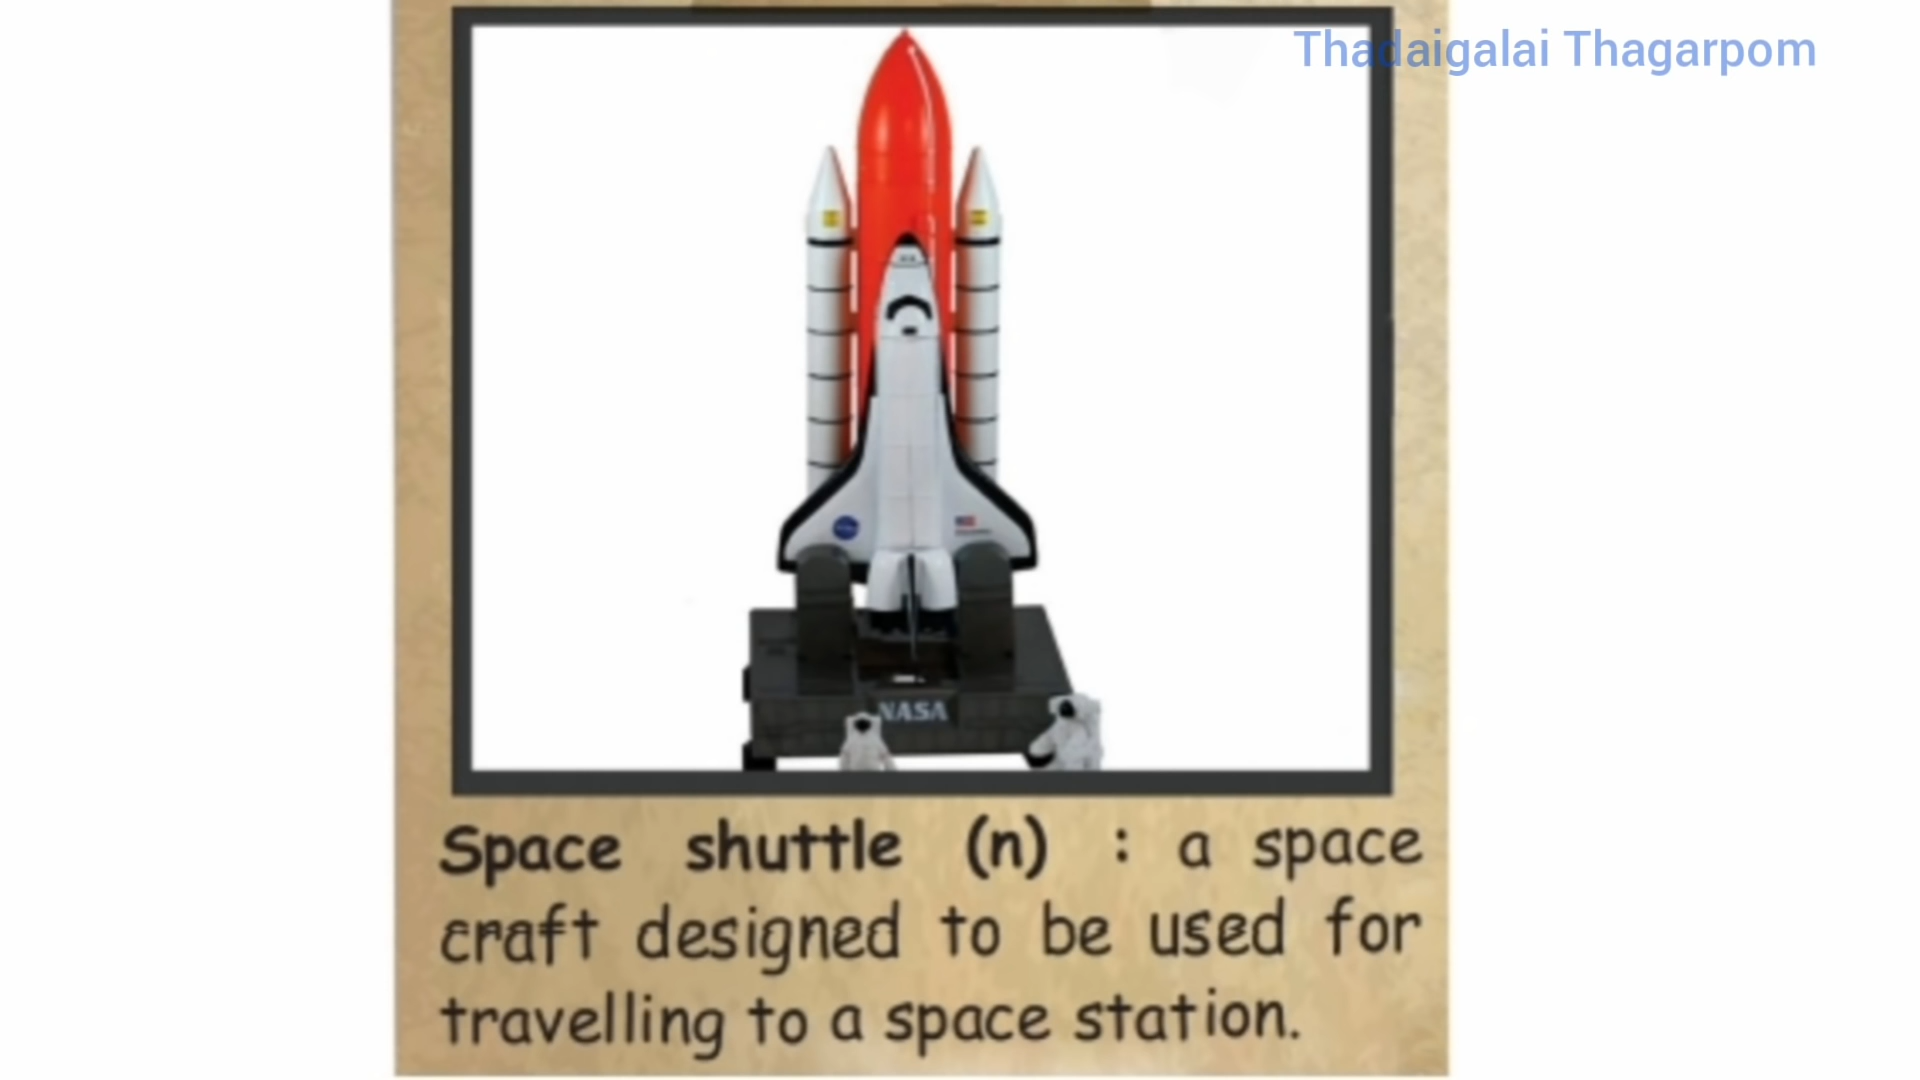 Thadaigalai Thagarpom
NASA
Space shuttle (n) : a space
craft designed to be used for
travelling to a space station.